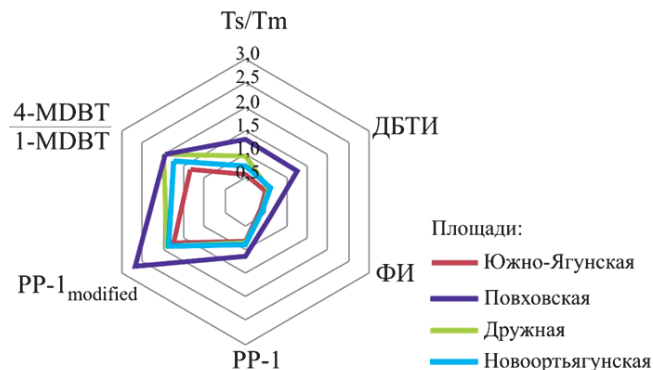 Ts/Tm
3,0
2,5
2,0
1,5
1,0
0,5
4-MDBT
1-MDBT
ДБТИ
Площади:
Южно-Ягунская
ФИ
PP-1modified
Повховская
Дружная
PP-1
Новоортьягунская